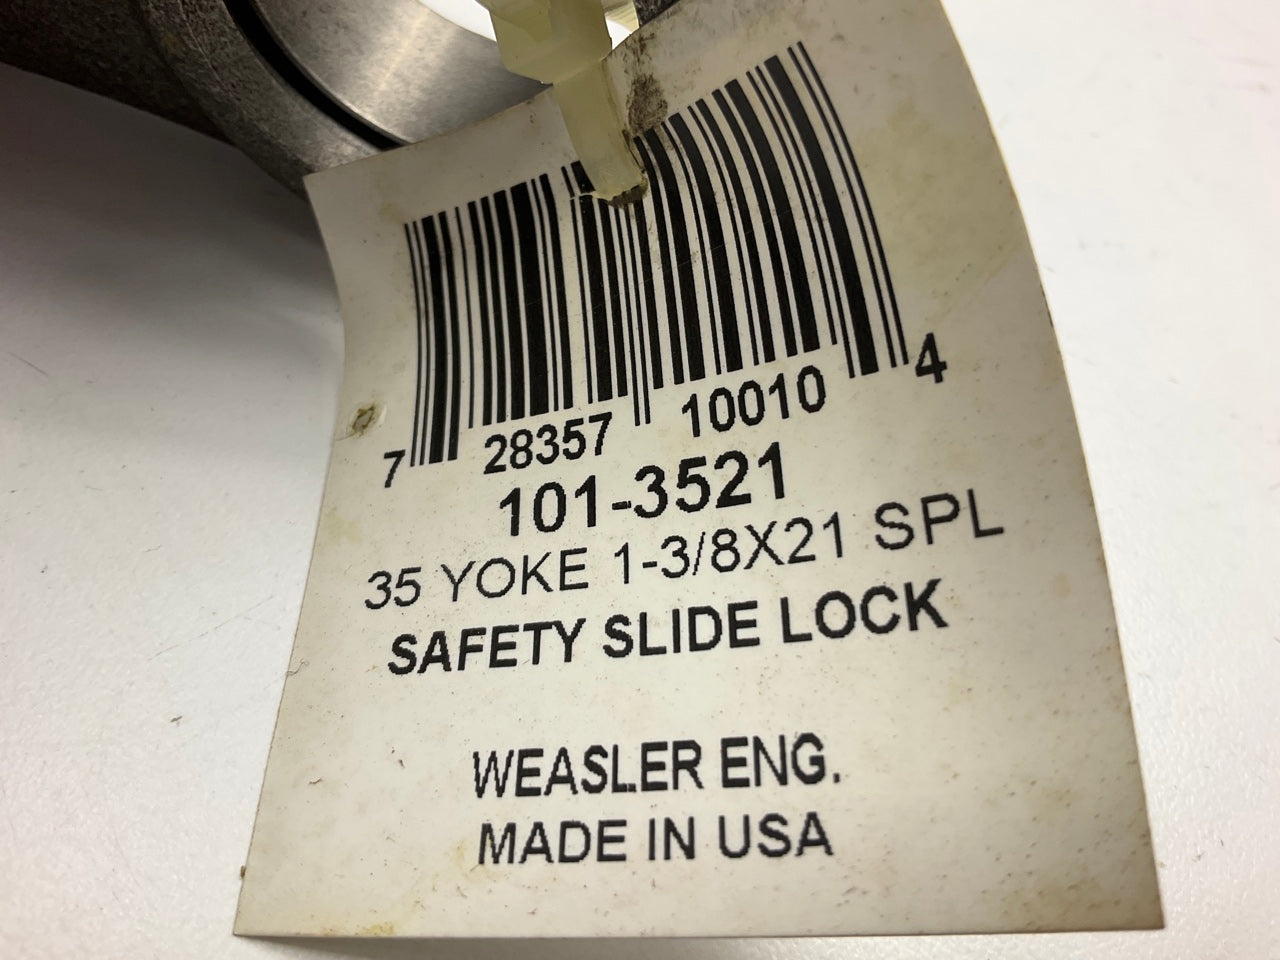 7 28357 10010 4
101-3521
35 YOKE 1-3/8X21 SPL
SAFETY SLIDE LOCK
WEASLER ENG.
MADE IN USA